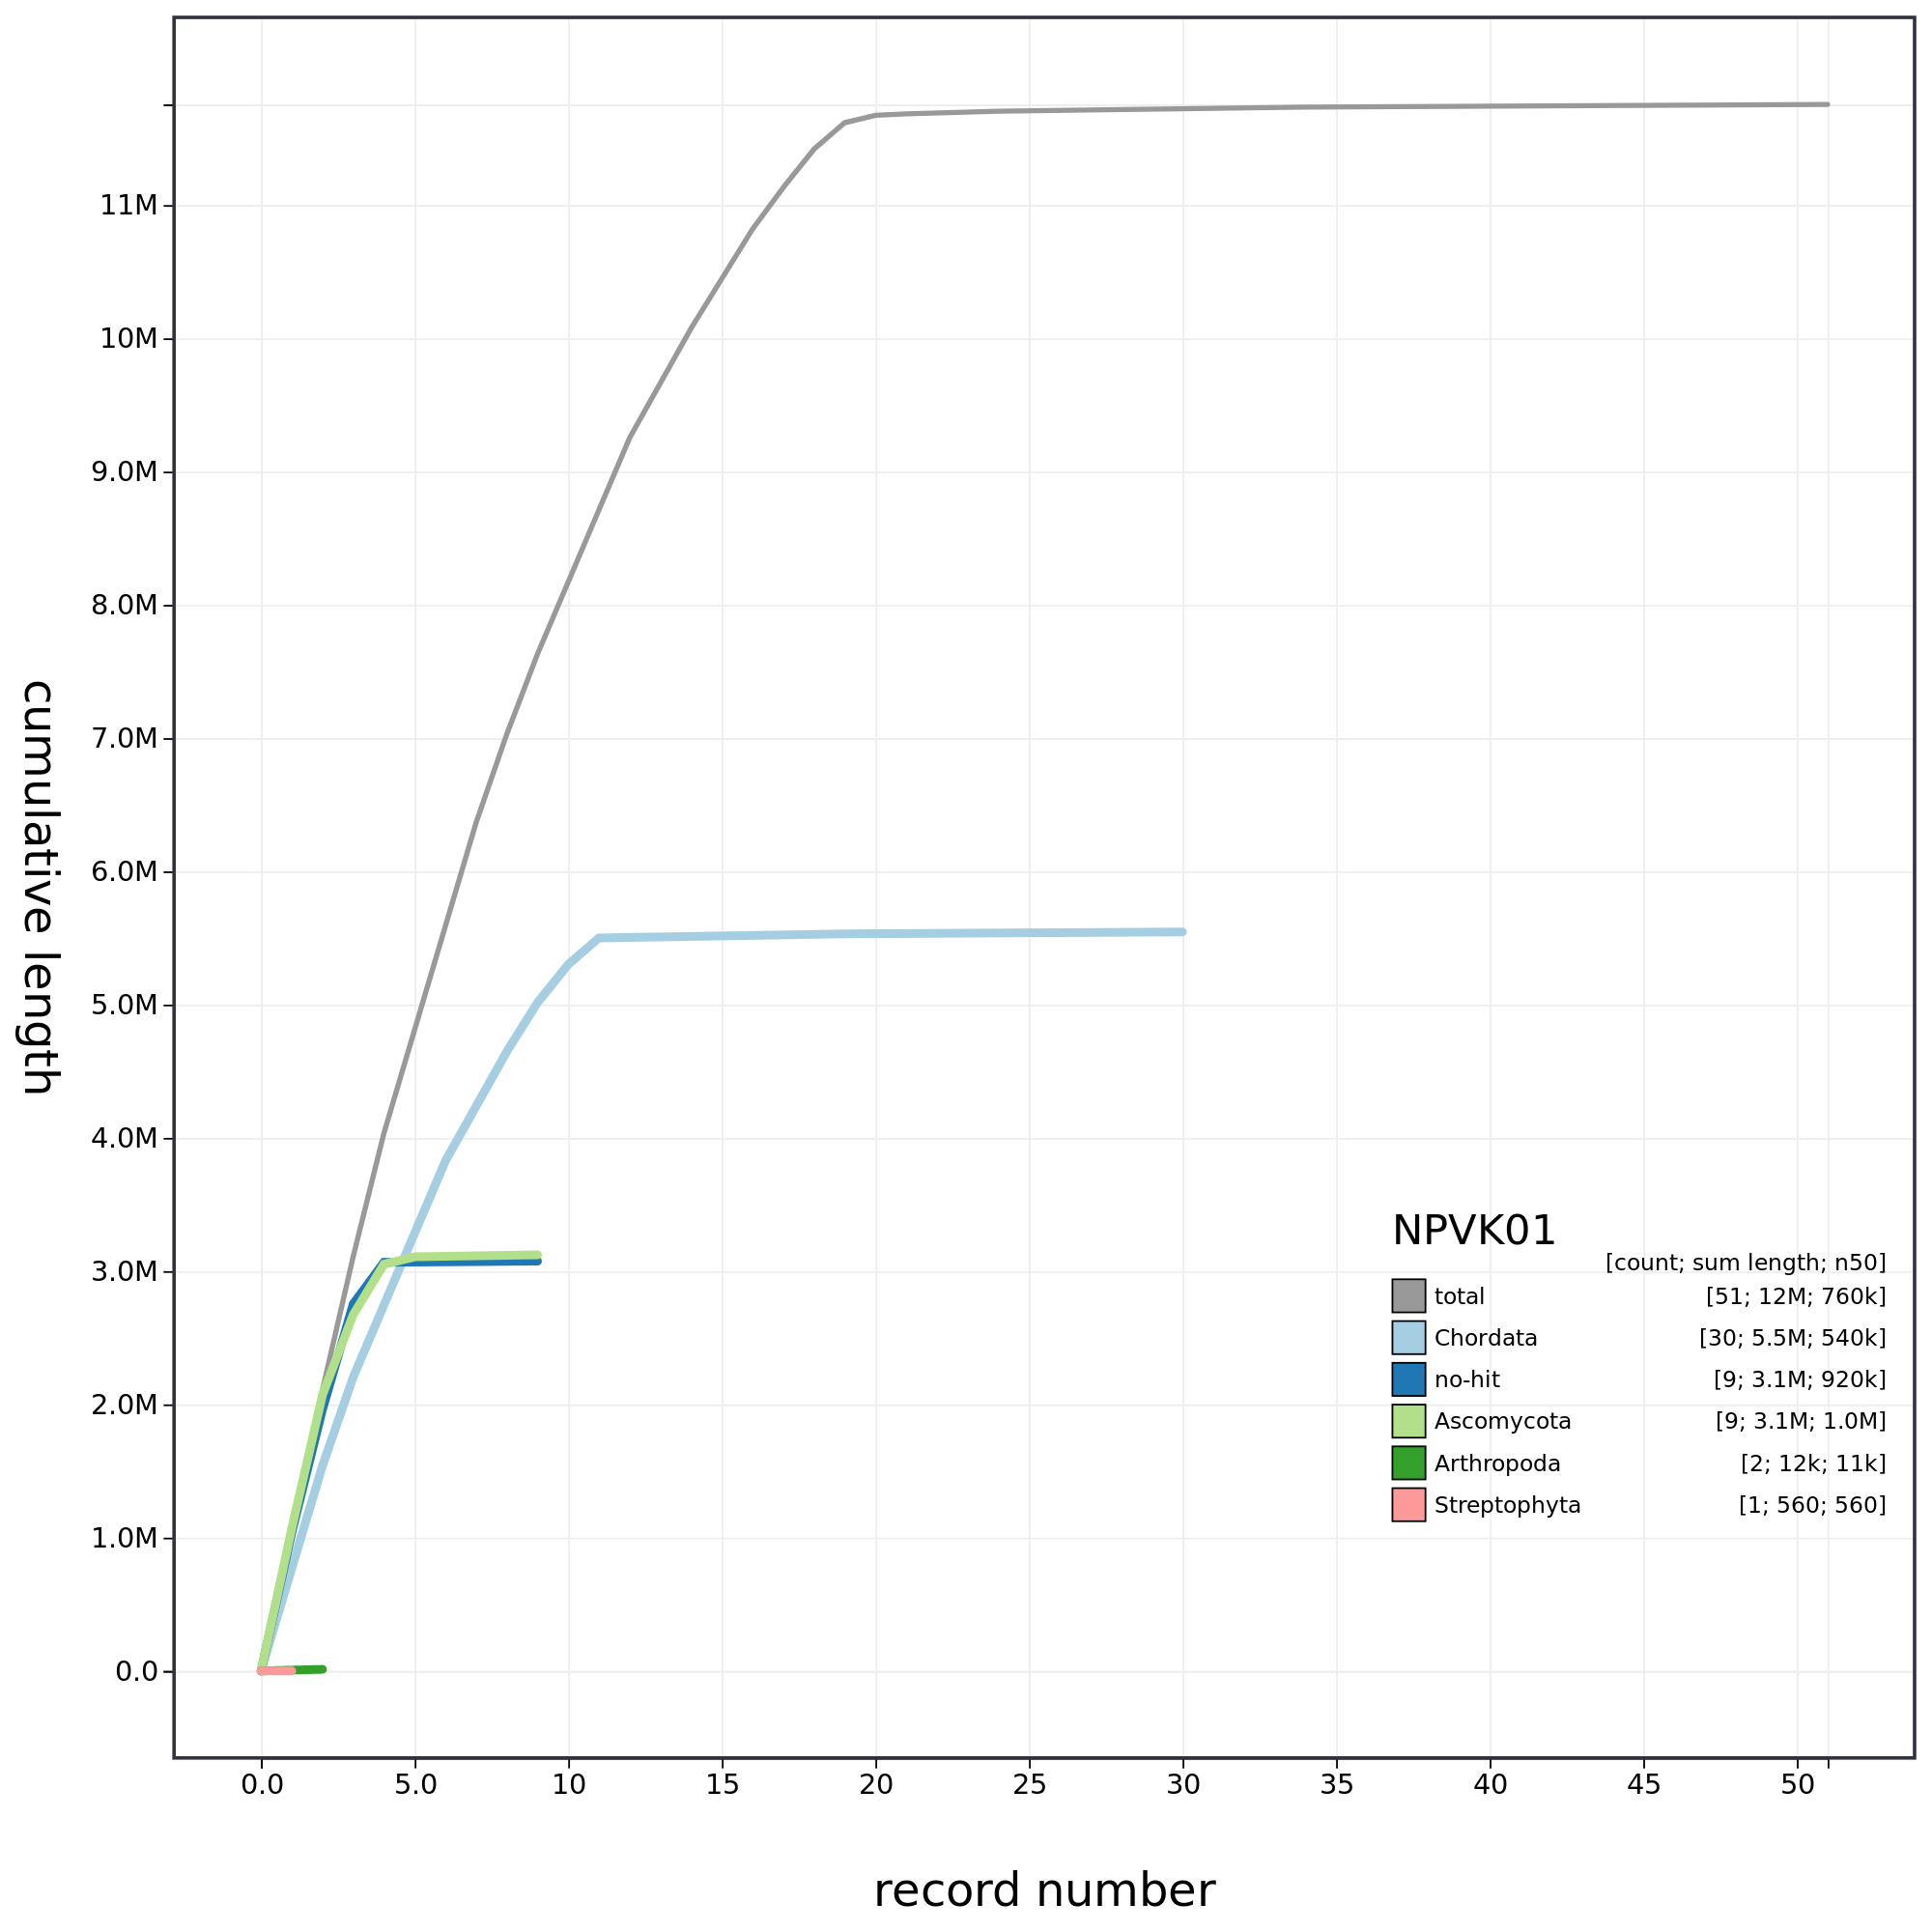 11M
10M
9.0M
8.0M
7.0M
6.0M
5.0M
4.0M
3.0M
2.0M
1.0M
0.0
cumulative length
NPVK01
[count; sum length; n50]
total [51; 12M; 760k]
Chordata [30; 5.5M; 540k]
no-hit [9; 3.1M; 920k]
Ascomycota [9; 3.1M; 1.0M]
Arthropoda [2; 12k; 11k]
Streptophyta [1; 560; 560]
0.0 5.0 10 15 20 25 30 35 40 45 50
record number